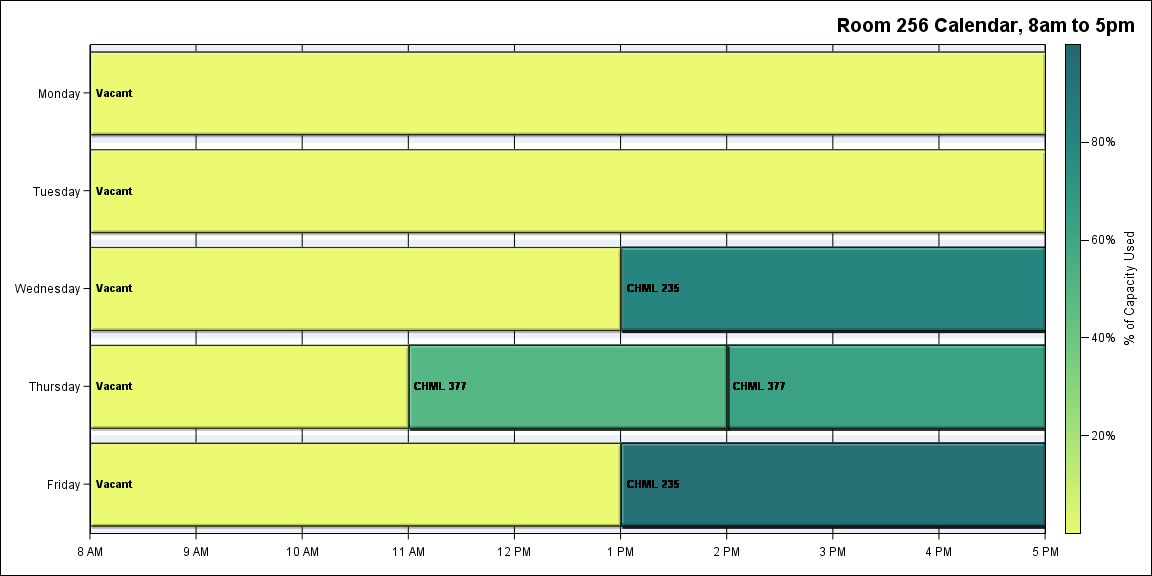 Room 256 Calendar, 8am to 5pm
Monday
Vacant
Tuesday
Vacant
Wednesday
Vacant
CHML 235
Thursday
Vacant
CHML 377
CHML 377
Friday
Vacant
CHML 235
8 AM
9 AM
10 AM
11 AM
12 PM
1 PM
2 PM
3 PM
4 PM
5 PM
80%
60%
40%
20%
% of Capacity Used